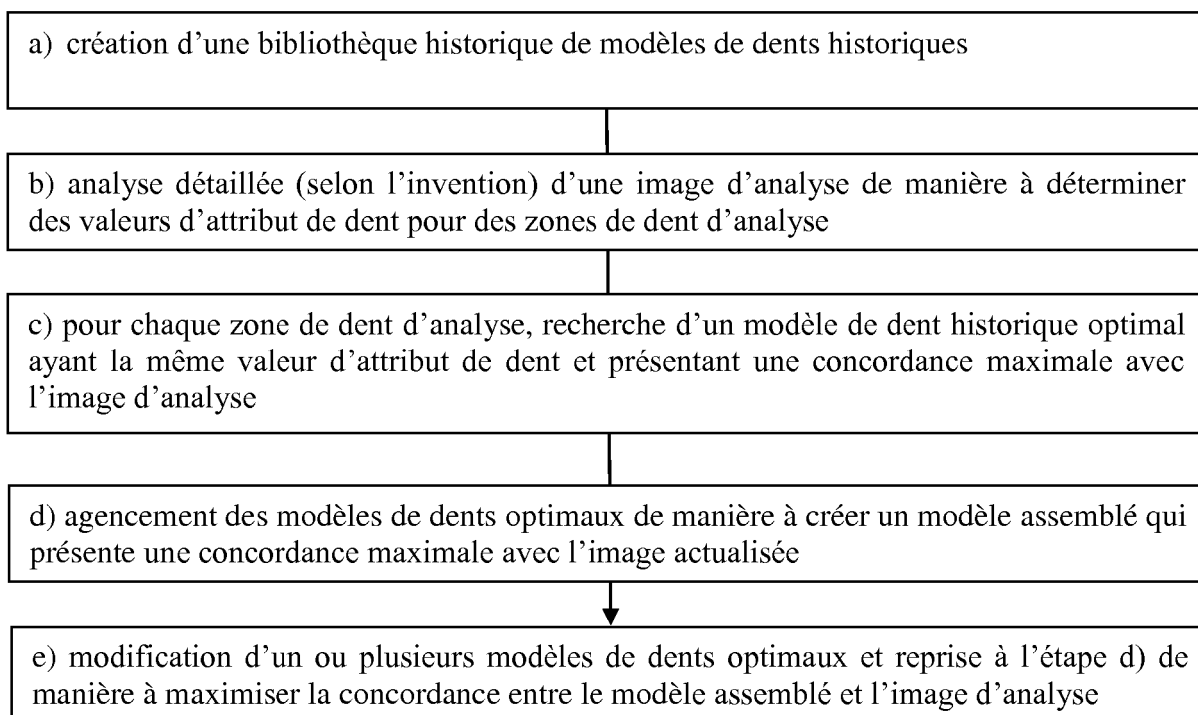 a) création d’une bibliothèque historique de modèles de dents historiques
b) analyse détaillée (selon l’invention) d’une image d’analyse de manière à déterminer
des valeurs d’attribut de dent pour des zones de dent d’analyse
c) pour chaque zone de dent d’analyse, recherche d’un modèle de dent historique optimal
ayant la même valeur d’attribut de dent et présentant une concordance maximale avec
l’image d’analyse
d) agencement des modèles de dents optimaux de manière à créer un modèle assemblé qui
présente une concordance maximale avec l’image actualisée
e) modification d’un ou plusieurs modèles de dents optimaux et reprise à l’étape d) de
manière à maximiser la concordance entre le modèle assemblé et l’image d’analyse